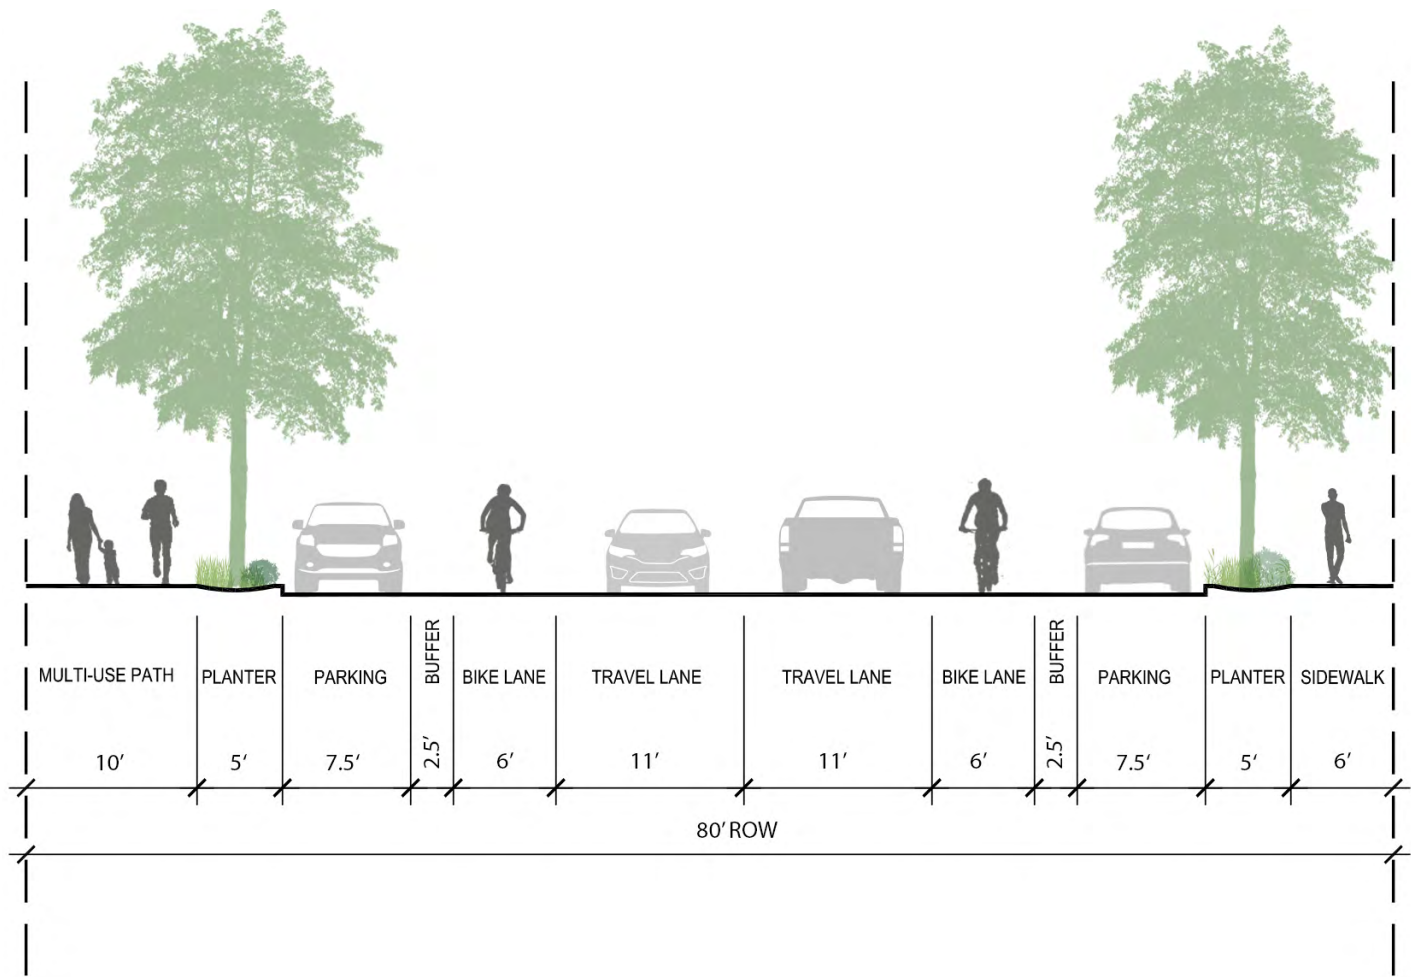 MULTI-USE PATH
PLANTER
PARKING
BUFFER
BIKE LANE
TRAVEL LANE
TRAVEL LANE
BIKE LANE
BUFFER
PARKING
PLANTER
SIDEWALK
10‘
5‘
7.5‘
2.5‘
6‘
11‘
11‘
6‘
2.5‘
7.5‘
5‘
6‘
80’ ROW